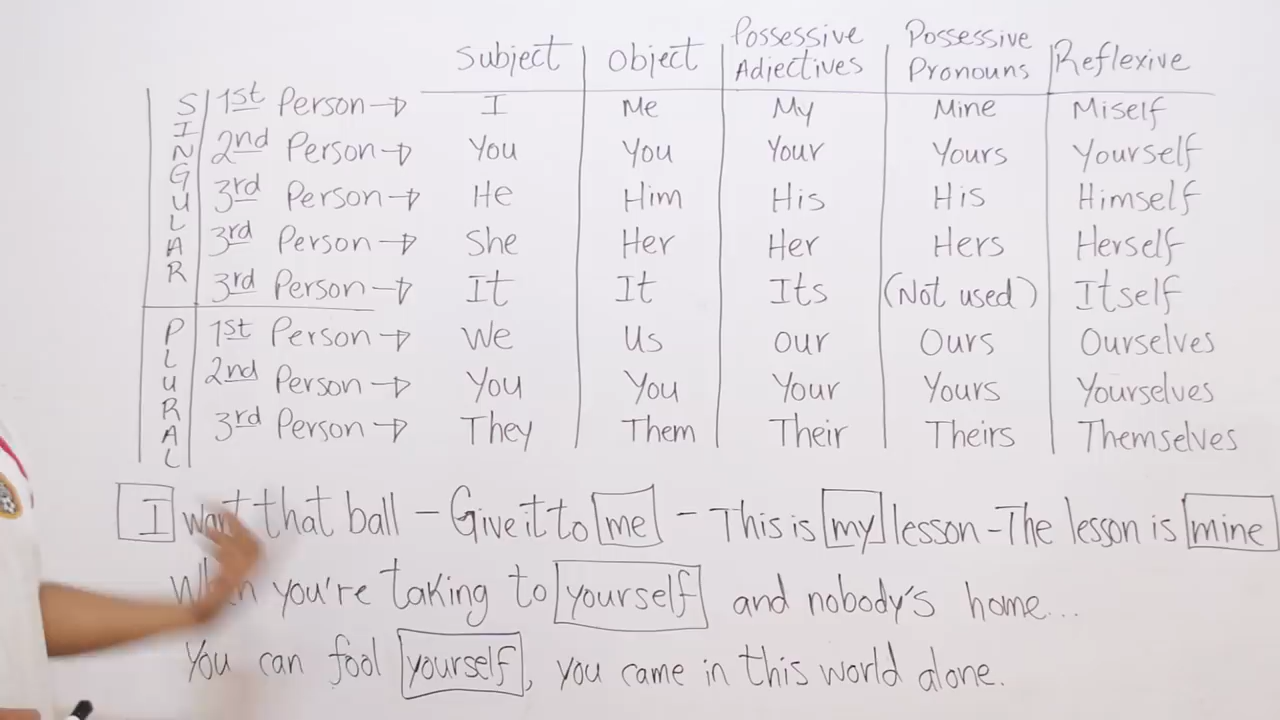 Subject Object Possessive Adjectives Possessive Pronouns Reflexive
SINGULAR
1st Person → I Me My Mine Miself
2nd Person → You You Your Yours Yourself
3rd Person → He Him His His Himself
3rd Person → She Her Her Hers Herself
3rd Person → It It Its (Not used) Itself
PLURAL
1st Person → We Us Our Ours Ourselves
2nd Person → You You Your Yours Yourselves
3rd Person → They Them Their Theirs Themselves
I want that ball – Give it to me – This is my lesson – The lesson is mine
When you're taking to yourself and nobody's home...
You can fool yourself, you came in this world alone.